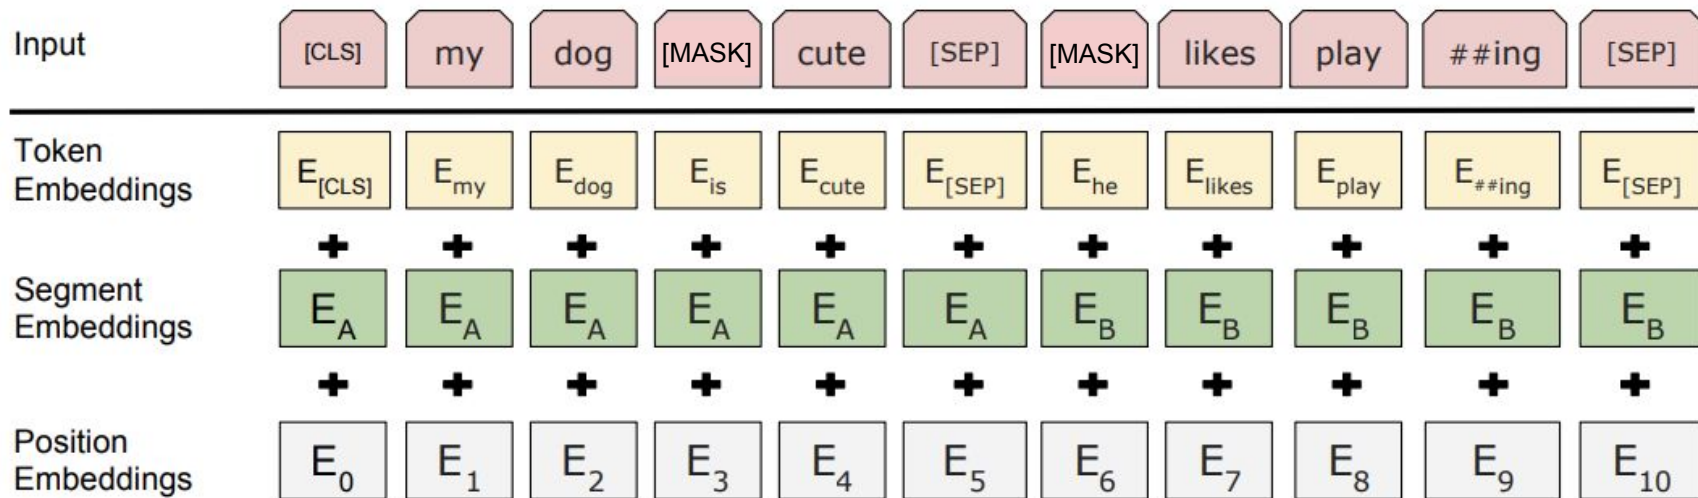 Input [CLS] my dog [MASK] cute [SEP] [MASK] likes play ##ing [SEP]
Token
Embeddings E[CLS] Emy Edog Eis Ecute E[SEP] Ehe Elikes Eplay E##ing E[SEP]
+ + + + + + + + + + +
Segment
Embeddings EA EA EA EA EA EA EB EB EB EB EB
+ + + + + + + + + + +
Position
Embeddings E0 E1 E2 E3 E4 E5 E6 E7 E8 E9 E10